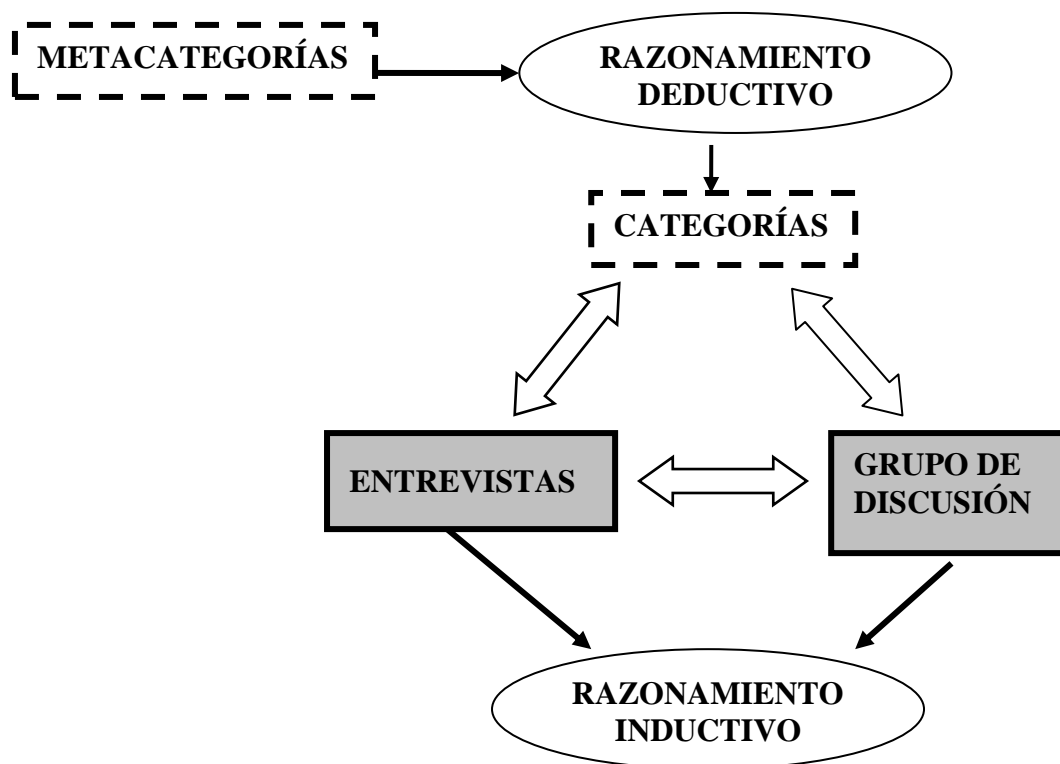 METACATEGORÍAS
RAZONAMIENTO
DEDUCTIVO
CATEGORÍAS
ENTREVISTAS
GRUPO DE
DISCUSIÓN
RAZONAMIENTO
INDUCTIVO